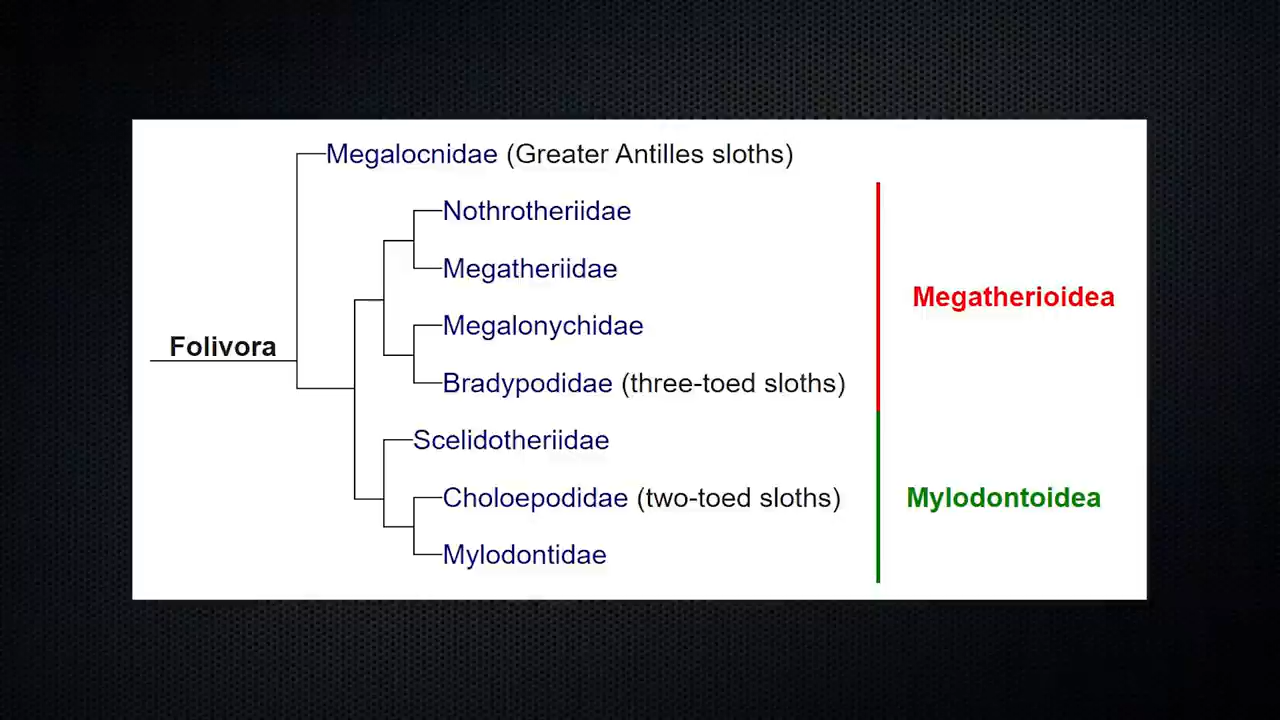 Megalocnidae (Greater Antilles sloths)
Nothrotheriidae
Megatheriidae
Megatherioidea
Megalonychidae
Folivora
Bradypodidae (three-toed sloths)
Scelidotheriidae
Choloepodidae (two-toed sloths)
Mylodontoidea
Mylodontidae